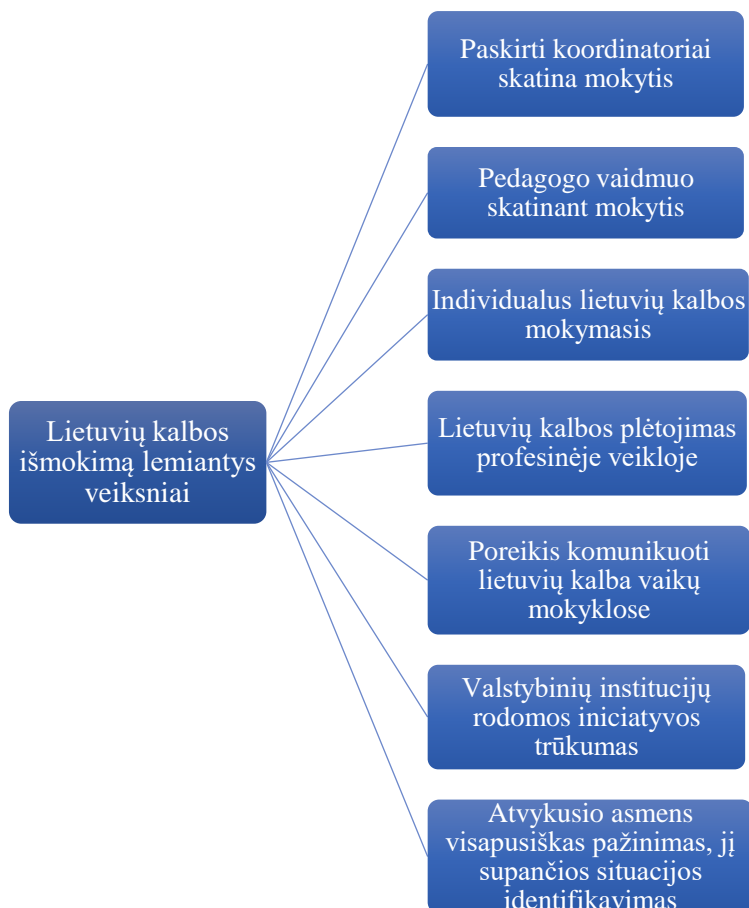 Paskirti koordinatoriai
skatina mokytis
Pedagogo vaidmuo
skatinant mokytis
Individualus lietuvių kalbos
mokymasis
Lietuvių kalbos
išmokimą lemiantys
veiksniai
Lietuvių kalbos plėtojimas
profesinėje veikloje
Poreikis komunikuoti
lietuvių kalba vaikų
mokyklose
Valstybinių institucijų
rodomos iniciatyvos
trūkumas
Atvykusio asmens
visapusiškas pažinimas, jį
supančios situacijos
identifikavimas